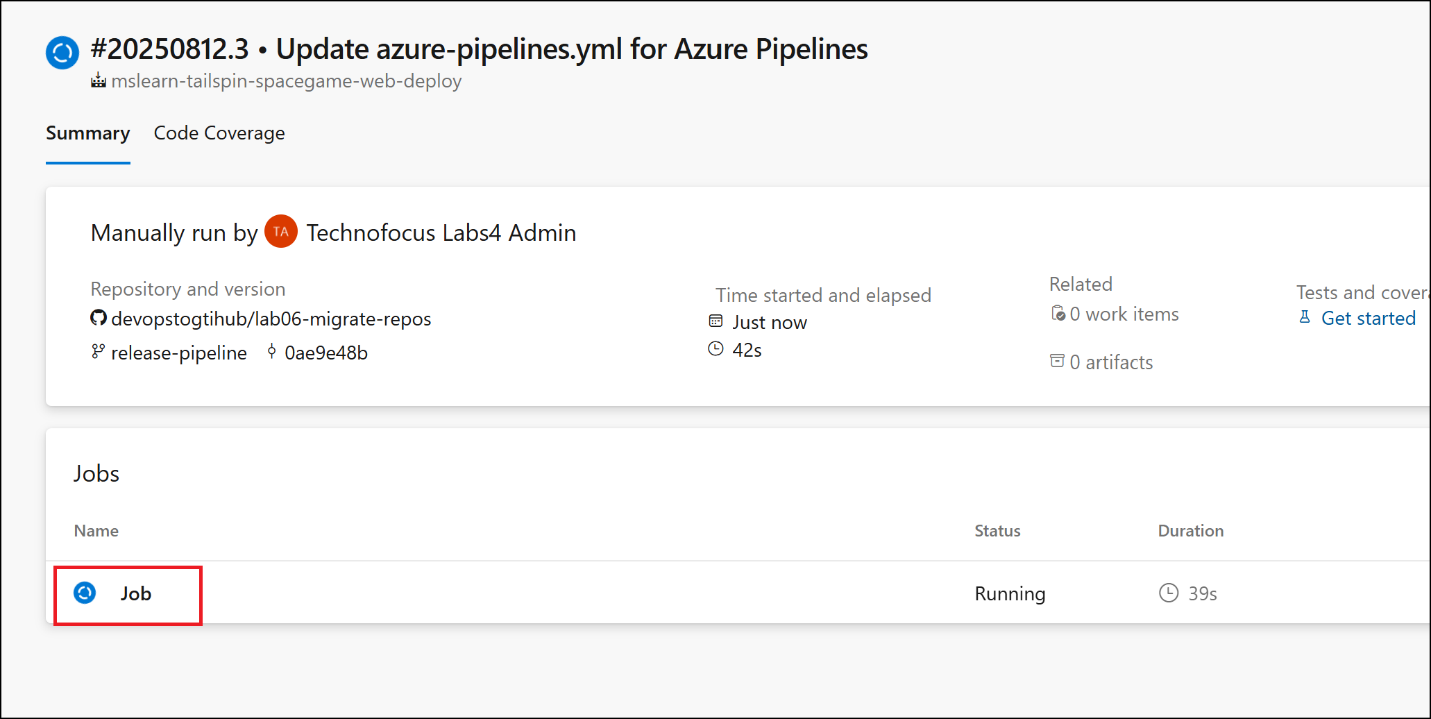 #20250812.3 • Update azure-pipelines.yml for Azure Pipelines
mslearn-tailspin-spacegame-web-deploy
Summary Code Coverage
Manually run by TA Technofocus Labs4 Admin
Repository and version
devopstogtihub/lab06-migrate-repos
release-pipeline 0ae9e48b
Time started and elapsed
Just now
42s
Related
0 work items
0 artifacts
Tests and covera
Get started
Jobs
Name Status Duration
Job Running 39s